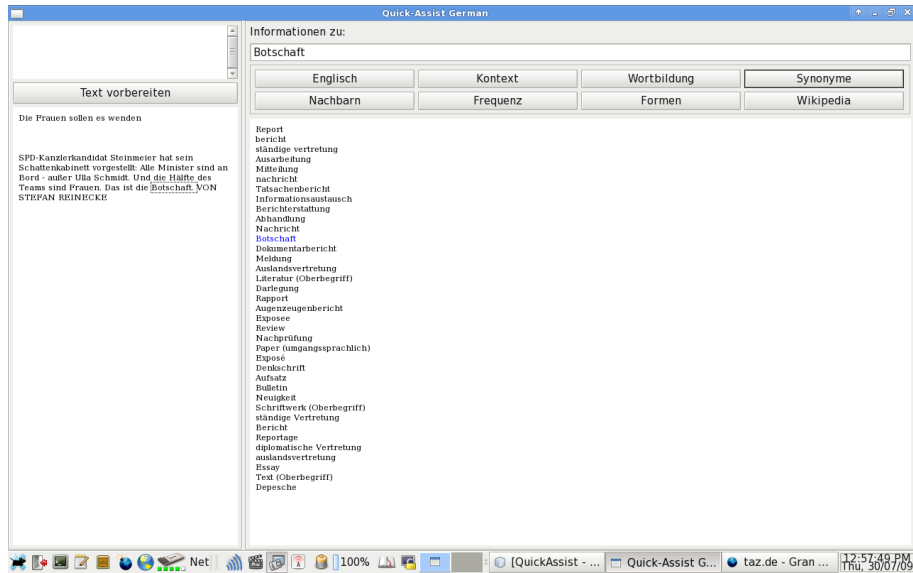 Quick-Assist German
Text vorbereiten
Die Frauen sollen es wenden
SPD-Kanzlerkandidat Steinmeier hat sein
Schattenkabinett vorgestellt: Alle Minister sind an
Bord - außer Ulla Schmidt. Und die Hälfte des
Teams sind Frauen. Das ist die Botschaft. VON
STEFAN REINECKE
Informationen zu:
Botschaft
Englisch Kontext Wortbildung Synonyme
Nachbarn Frequenz Formen Wikipedia
Report
bericht
ständige vertretung
Ausarbeitung
Mitteilung
nachricht
Tatsachenbericht
Informationsaustausch
Berichterstattung
Abhandlung
Nachricht
Botschaft
Dokumentarbericht
Meldung
Auslandsvertretung
Literatur (Oberbegriff)
Darlegung
Rapport
Augenzeugenbericht
Exposee
Review
Nachprüfung
Paper (umgangssprachlich)
Exposé
Denkschrift
Aufsatz
Bulletin
Neuigkeit
Schriftwerk (Oberbegriff)
ständige Vertretung
Bericht
Reportage
diplomatische Vertretung
auslandsvertretung
Essay
Text (Oberbegriff)
Depesche
Net 100% [QuickAssist - ... Quick-Assist G... taz.de - Gran ... 12:57:49 PM
Thu, 30/07/09